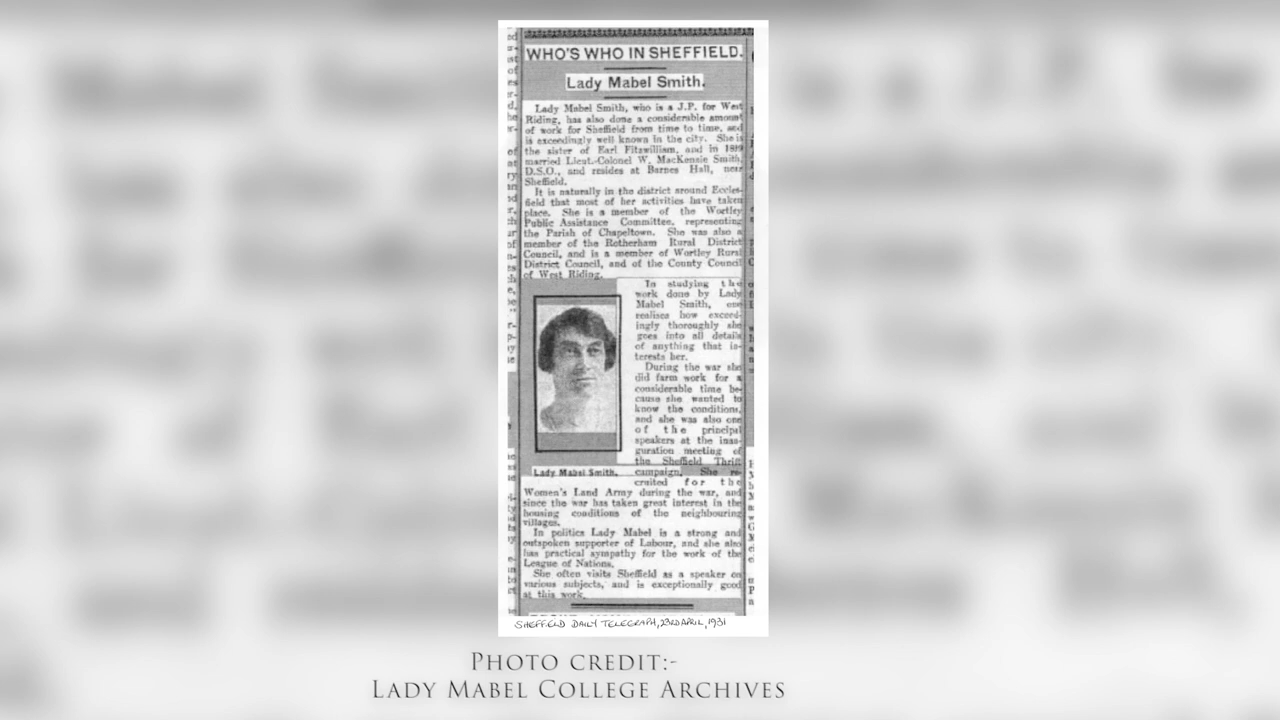 WHO'S WHO IN SHEFFIELD.
Lady Mabel Smith.
Lady Mabel Smith, who is a J.P. for West
Riding, has also done a considerable amount
of work for Sheffield from time to time, and
is exceedingly well known in the city. She is
the sister of Earl Fitzwilliam, and in
married Lieut.-Colonel W. MacKenzie Smith,
D.S.O., and resides at Barnes Hall, near
Sheffield.
It is naturally in the district around Eccles-
field that most of her activities have taken
place. She is a member of the Wortley
Public Assistance Committee, representing
the Parish of Chapeltown. She was also a
member of the Rotherham Rural District
Council, and is a member of Wortley Rural
District Council, and of the County Council
of West Riding.
In studying the
work done by Lady
Mabel Smith, one
realises how exceed-
ingly thoroughly she
goes into all details
of anything that in-
terests her.
During the war she
did farm work for a
considerable time be-
cause she wanted to
know the conditions,
and she was also one
of the principal
speakers at the inau-
guration meeting of
the Sheffield Thrift
campaign. She re-
cruited for the
Lady Mabel Smith.
Women's Land Army during the war, and
since the war has taken great interest in the
housing conditions of the neighbouring
villages.
In politics Lady Mabel is a strong and
outspoken supporter of Labour, and she also
has practical sympathy for the work of the
League of Nations.
She often visits Sheffield as a speaker on
various subjects, and is exceptionally good
at this work.
SHEFFIELD DAILY TELEGRAPH, 23RD APRIL, 1931
PHOTO CREDIT:-
LADY MABEL COLLEGE ARCHIVES